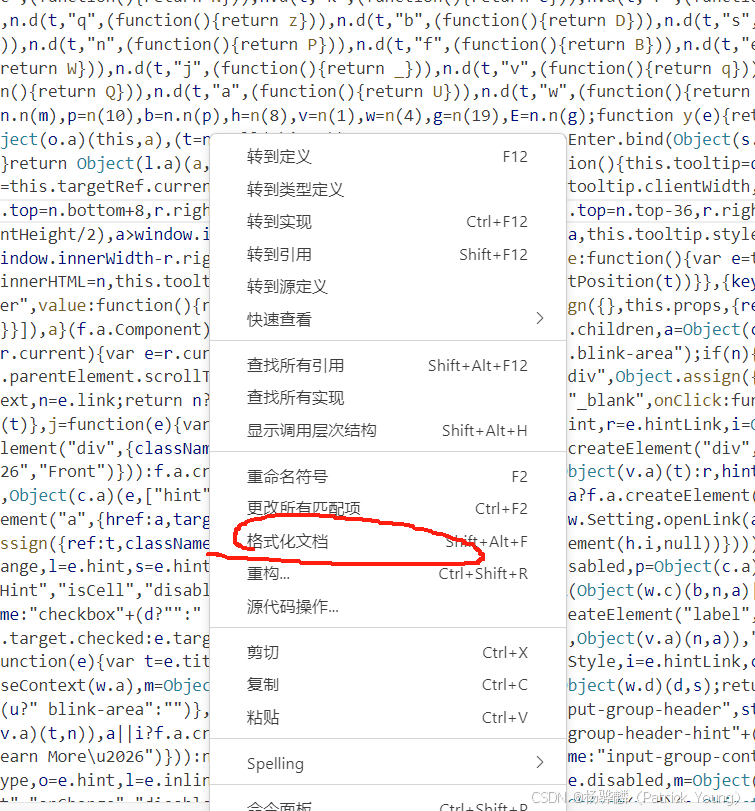 ,n.d(t,"q",(function(){return z})),n.d(t,"b",(function(){return D})),n.d(t,"s",
)),n.d(t,"n",(function(){return P})),n.d(t,"f",(function(){return B})),n.d(t,"e
return W})),n.d(t,"j",(function(){return _})),n.d(t,"v",(function(){return q})
n(){return Q})),n.d(t,"a",(function(){return U})),n.d(t,"w",(function(){return
n.n(m),p=n(10),b=n.n(p),h=n(8),v=n(1),w=n(4),g=n(19),E=n.n(g);function y(e){ret
ject(o.a)(this,a),(t=n
Enter.bind(Object(s.
转到定义 F12
}return Object(l.a)(a,
ion(){this.tooltip=d
转到类型定义
=this.targetRef.curren
tooltip.clientWidth,
.top=n.bottom+8,r.righ
.top=n.top-36,r.righ
转到实现 Ctrl+F12
ntHeight/2),a>window.i
a,this.tooltip.style
转到引用 Shift+F12
indow.innerWidth-r.rig
e:function(){var e=t
转到源定义
innerHTML=n,this.toolt
tPosition(t))}},{key
er",value:function(){r
gn({},this.props,{re
快速查看
}}]),a}(f.a.Component)
.children,a=Object(c
r.current){var e=r.cur
.blink-area");if(n){
查找所有引用 Shift+Alt+F12
.parentElement.scrollT
div",Object.assign({
查找所有实现
ext,n=e.link;return n?
"_blank",onClick:fun
(t)},j=function(e){var
int,r=e.hintLink,i=O
显示调用层次结构 Shift+Alt+H
lement("div",{classNam
createElement("div",
26","Front")})):f.a.cr
bject(v.a)(t):r,hint
重命名符号 F2
,Object(c.a)(e,["hint"
a?f.a.createElement(
更改所有匹配项 Ctrl+F2
ement("a",{href:a,targ
w.Setting.openLink(a
格式化文档 Shift+Alt+F
ssign({ref:t,className
ement(h.i,null))}))
重构... Ctrl+Shift+R
ange,l=e.hint,s=e.hint
sabled,p=Object(c.a)
Hint","isCell","disabl
(Object(w.c)(b,n,a)|
源代码操作...
me:"checkbox"+(d?"":"
eateElement("label",
.target.checked:e.targ
,Object(v.a)(n,a)),"
剪切 Ctrl+X
unction(e){var t=e.tit
Style,i=e.hintLink,c
复制 Ctrl+C
seContext(w.a),m=Objec
bject(w.d)(d,s);retu
(u?" blink-area":"")},
put-group-header",st
粘贴 Ctrl+V
v.a)(t,n)),a||i?f.a.cr
group-header-hint"+(
earn More\u2026")})):n
me:"input-group-cont
Spelling
ype,o=e.hint,l=e.inlin
e.disabled,m=Object(
命令面板 Ctrl+Shift+P
CSDN @杨骅麟（Patrick Young）